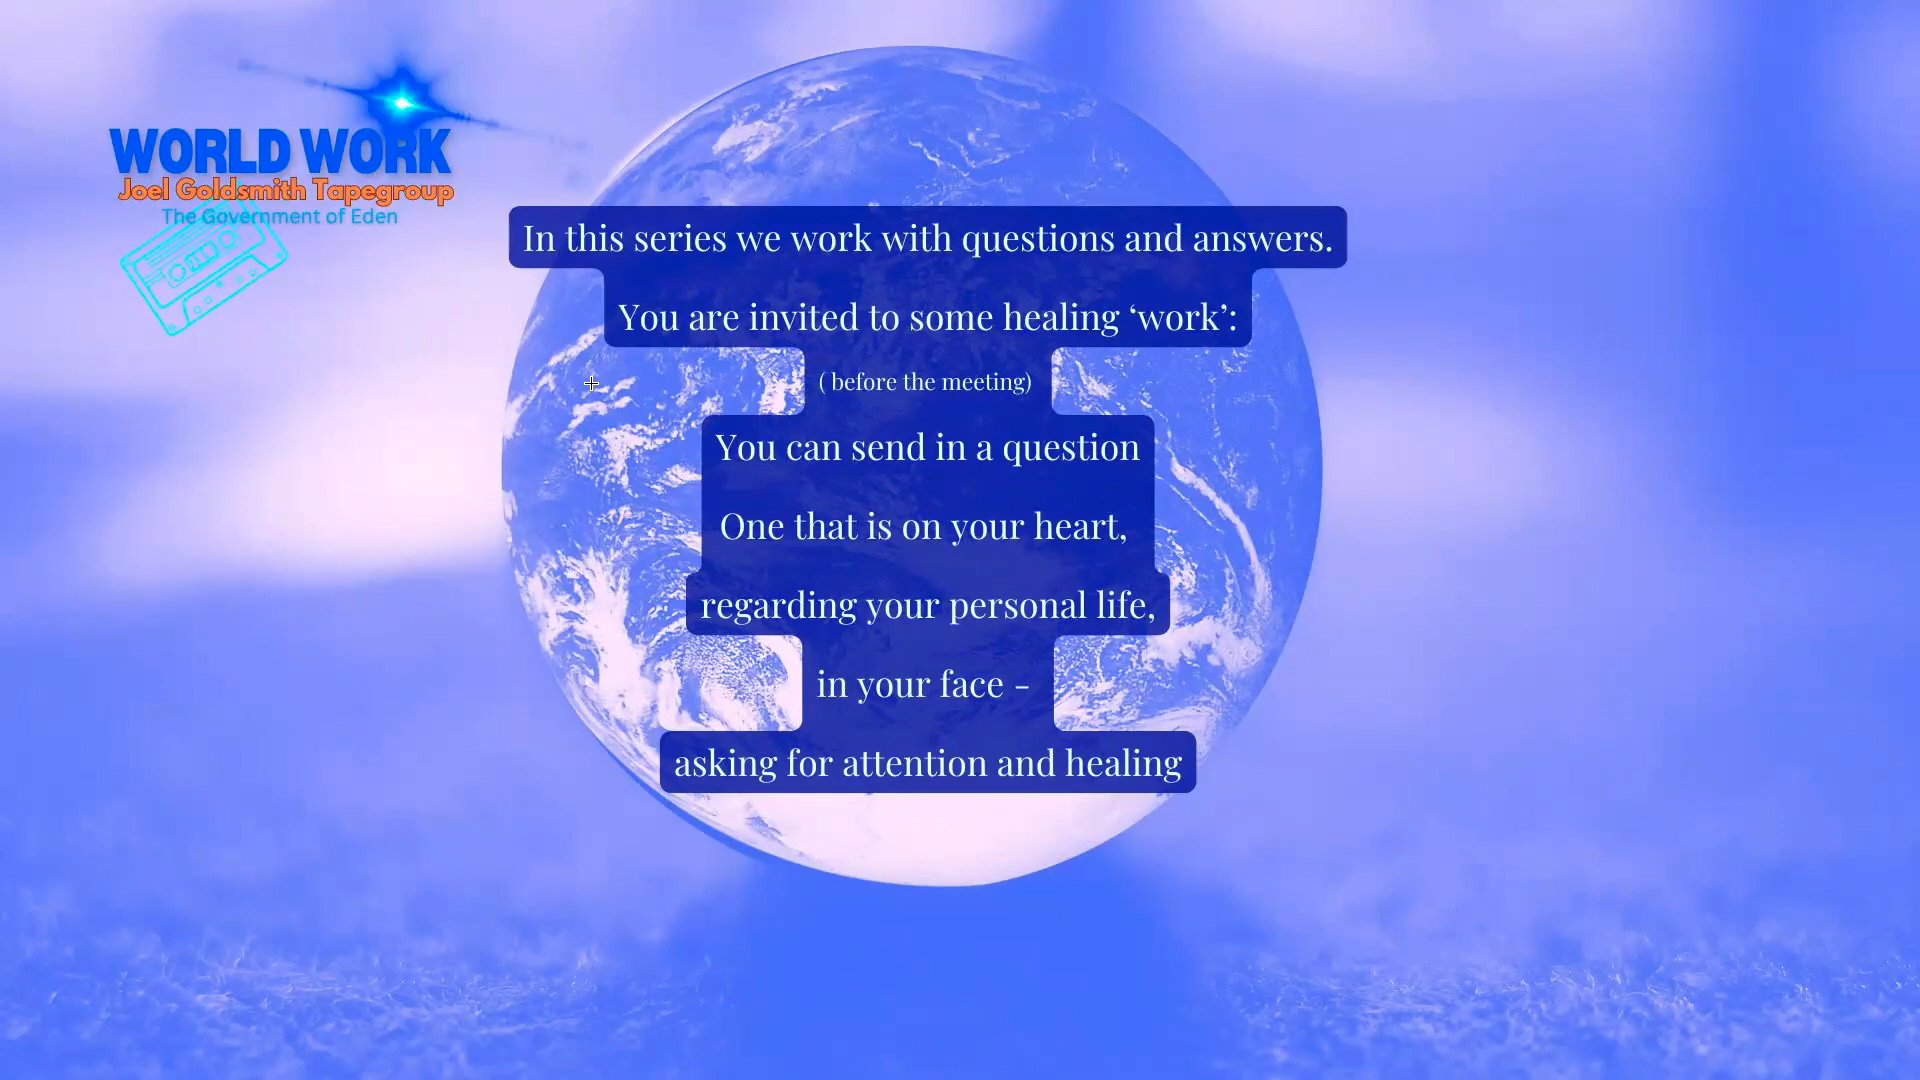 WORLD WORK
Joel Goldsmith Tapegroup
The Government of Eden
In this series we work with questions and answers.
You are invited to some healing ‘work’:
( before the meeting)
You can send in a question
One that is on your heart,
regarding your personal life,
in your face -
asking for attention and healing